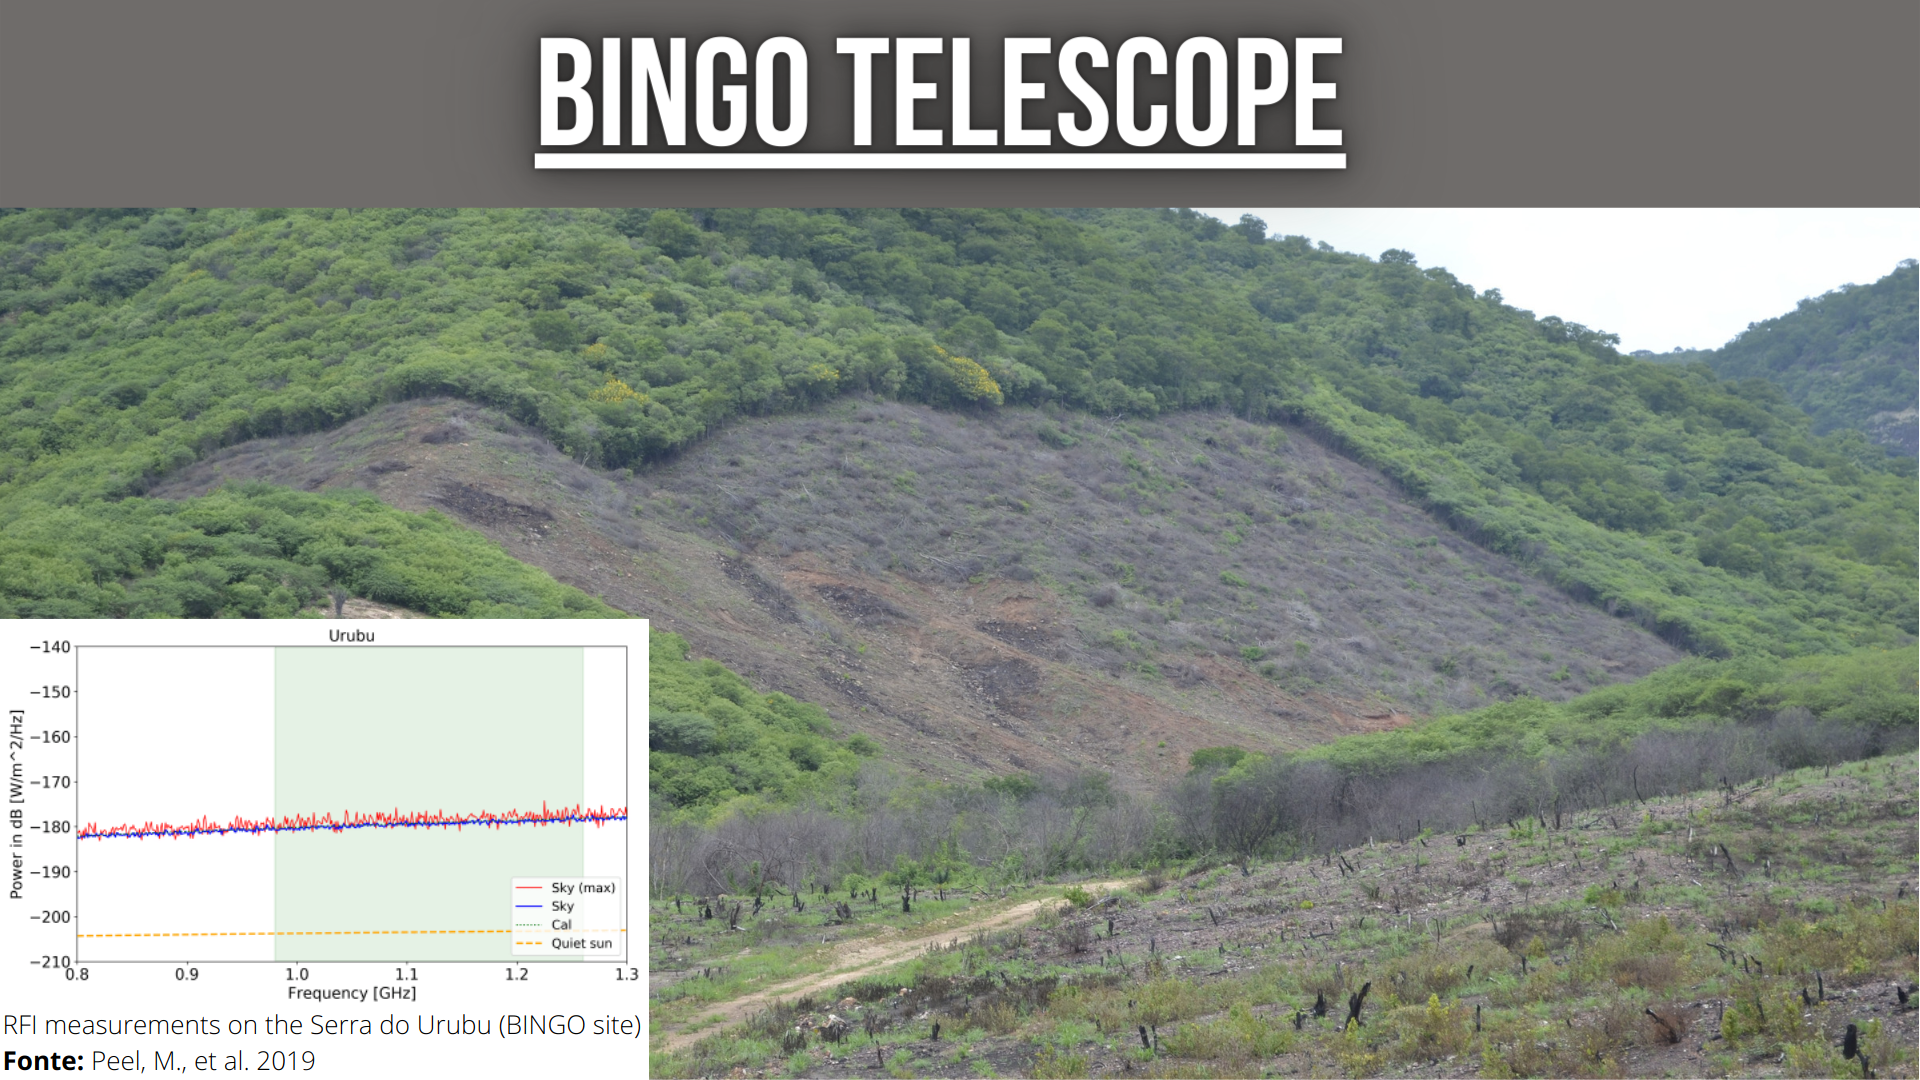 BINGO TELESCOPE
Urubu
−140
−150
−160
−170
−180
−190
−200
−210
Power in dB [W/m^2/Hz]
Sky (max)
Sky
Cal
Quiet sun
0.8 0.9 1.0 1.1 1.2 1.3
Frequency [GHz]
RFI measurements on the Serra do Urubu (BINGO site)
Fonte: Peel, M., et al. 2019